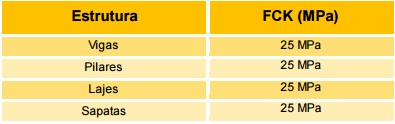 Estrutura FCK (MPa)
Vigas 25 MPa
Pilares 25 MPa
Lajes 25 MPa
Sapatas 25 MPa